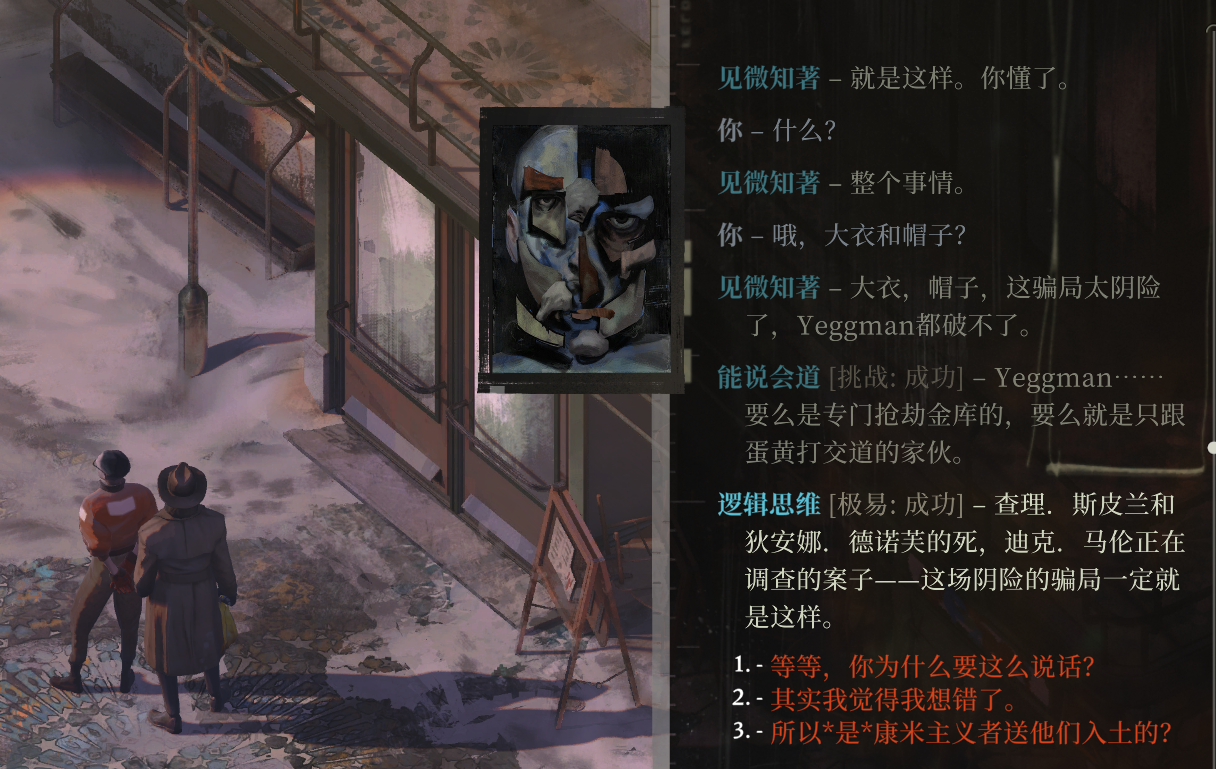 见微知著 – 就是这样。你懂了。
你 – 什么?
见微知著 – 整个事情。
你 – 哦，大衣和帽子?
见微知著 – 大衣，帽子，这骗局太阴险
了，Yeggman都破不了。
能说会道 [挑战: 成功] – Yeggman……
要么是专门抢劫金库的，要么就是只跟
蛋黄打交道的家伙。
逻辑思维 [极易: 成功] – 查理．斯皮兰和
狄安娜．德诺芙的死，迪克．马伦正在
调查的案子——这场阴险的骗局一定就
是这样。
1. - 等等，你为什么要这么说话?
2. - 其实我觉得我想错了。
3. - 所以*是*康米主义者送他们入土的?